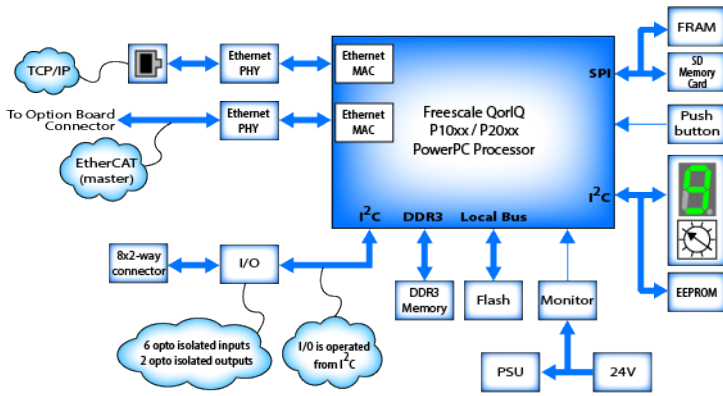 TCP/IP
Ethernet
PHY
Ethernet
MAC
SPI
FRAM
SD
Memory
Card
To Option Board
Connector
Ethernet
PHY
Ethernet
MAC
Freescale QorIQ
P10xx / P20xx
PowerPC Processor
Push
button
EtherCAT
(master)
I²C
9
I²C
DDR3
Local Bus
8x2-way
connector
I/O
DDR3
Memory
Flash
Monitor
EEPROM
6 opto isolated inputs
2 opto isolated outputs
I/O is operated
from I²C
PSU
24V